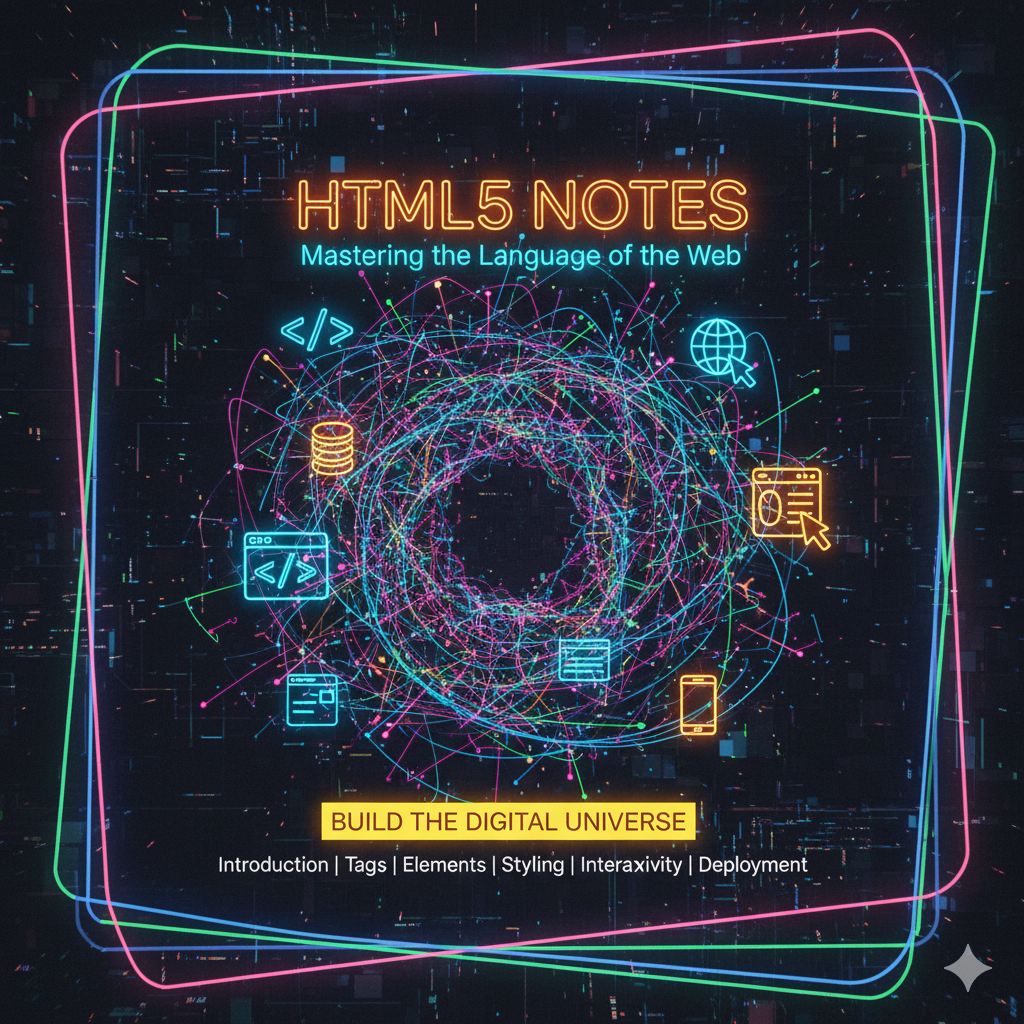 HTML5 NOTES
Mastering the Language of the Web
</>
</>
BUILD THE DIGITAL UNIVERSE
Introduction | Tags | Elements | Styling | Interaxivity | Deployment